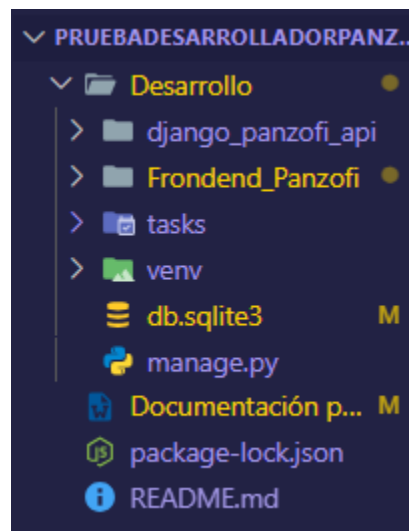 PRUEBADESARROLLADORPANZ...
Desarrollo
django_panzofi_api
Frondend_Panzofi
tasks
venv
db.sqlite3 M
manage.py
Documentación p... M
package-lock.json
README.md